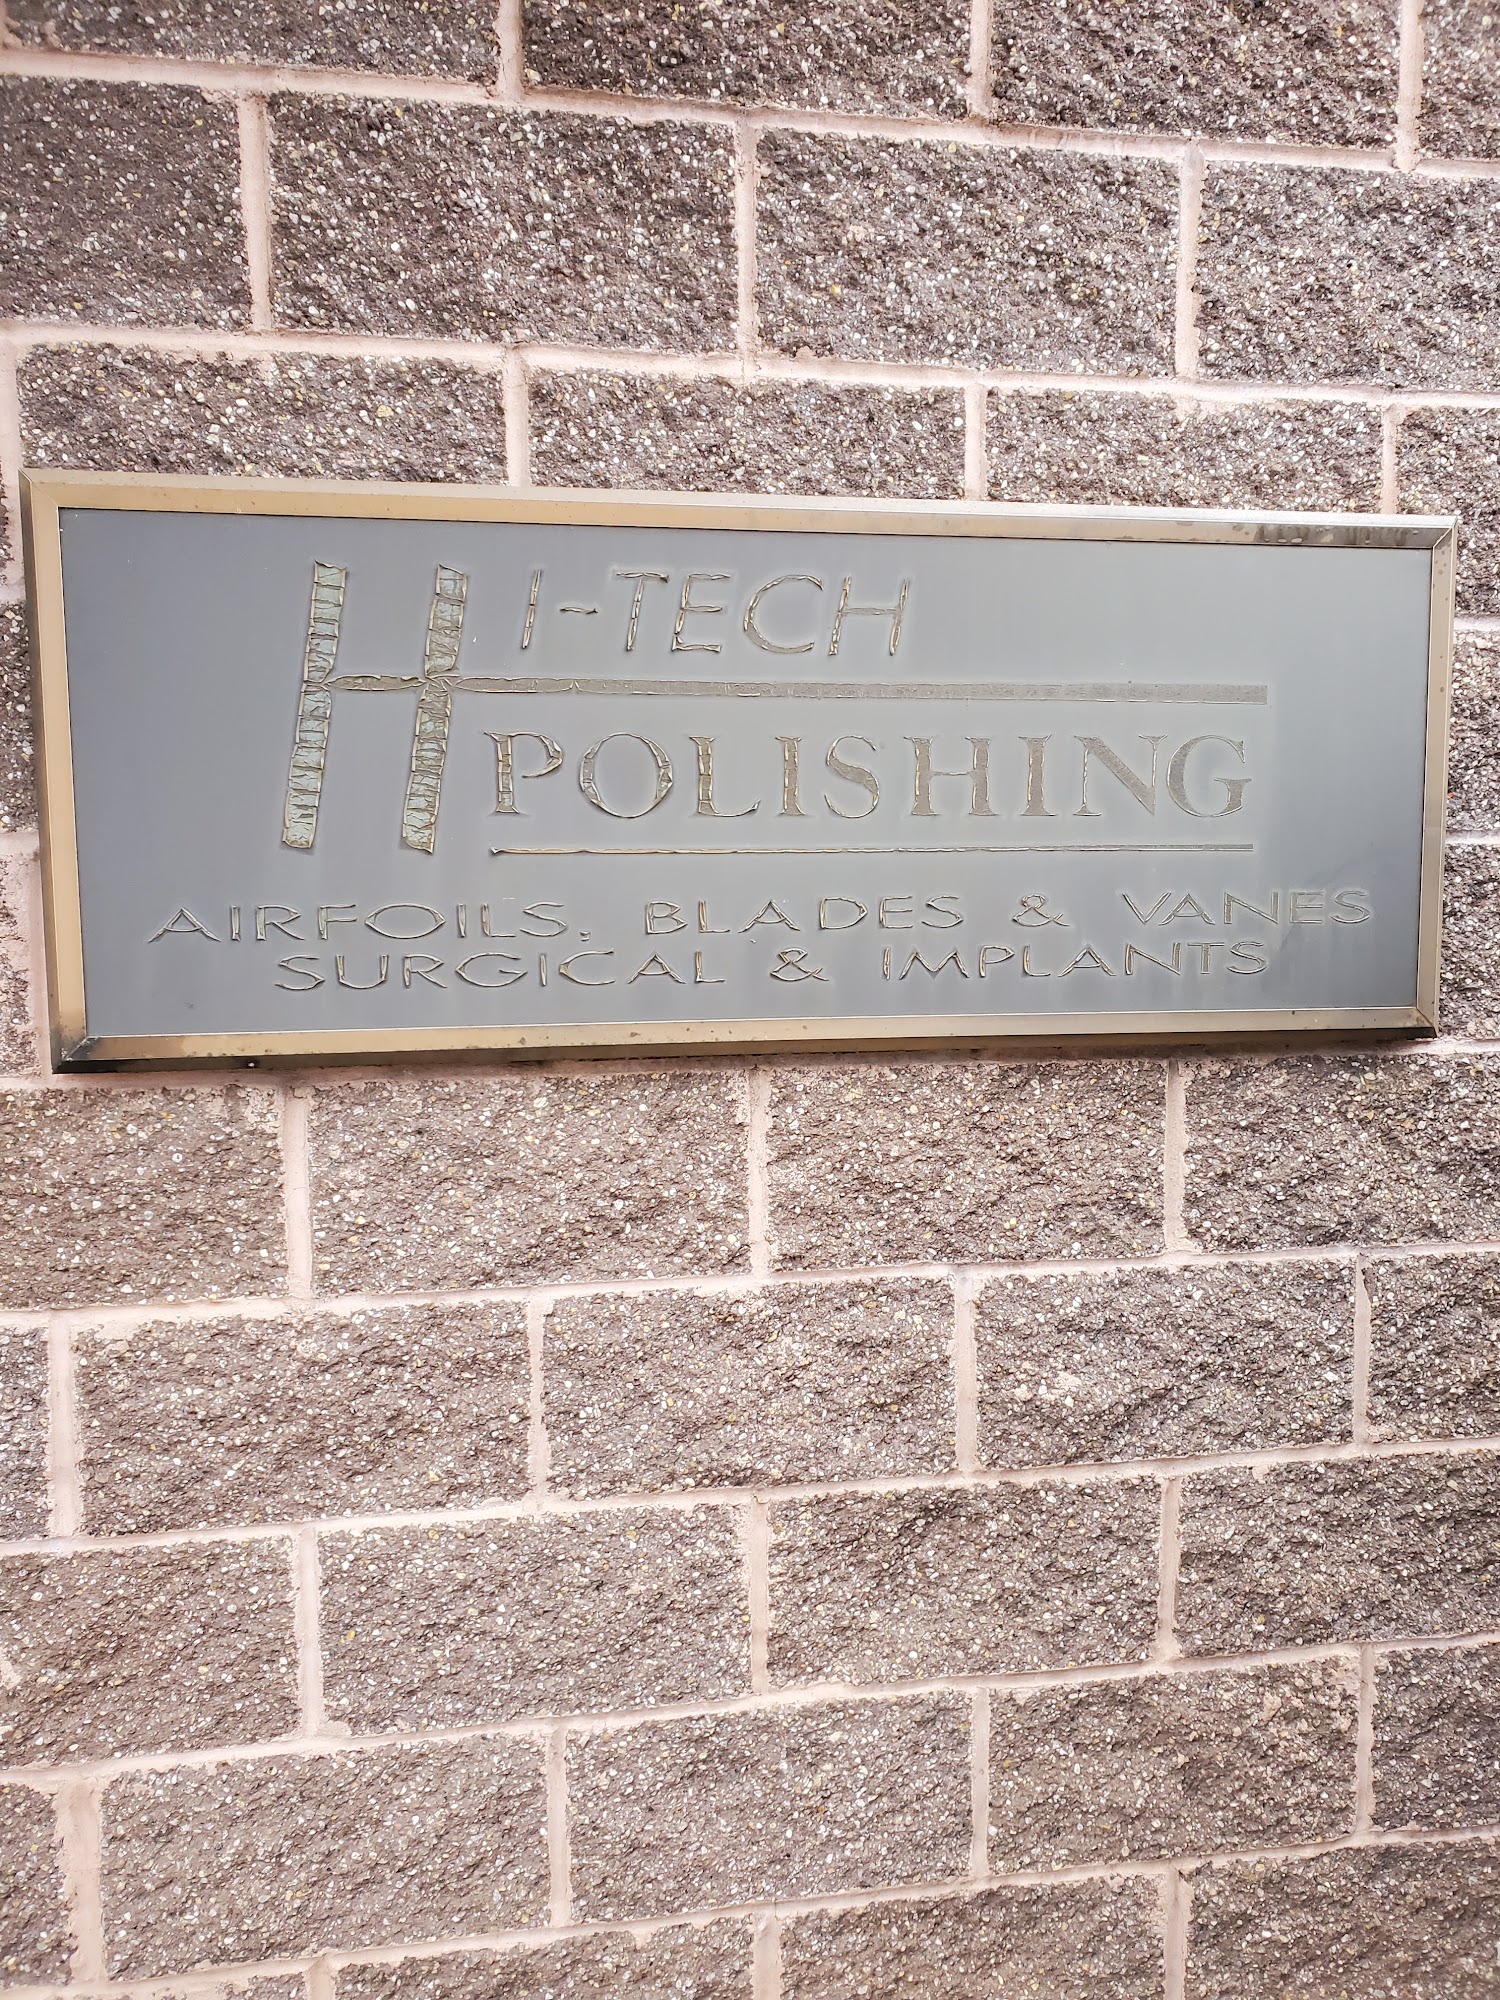 HI-TECH
POLISHING
AIRFOILS, BLADES & VANES
SURGICAL & IMPLANTS